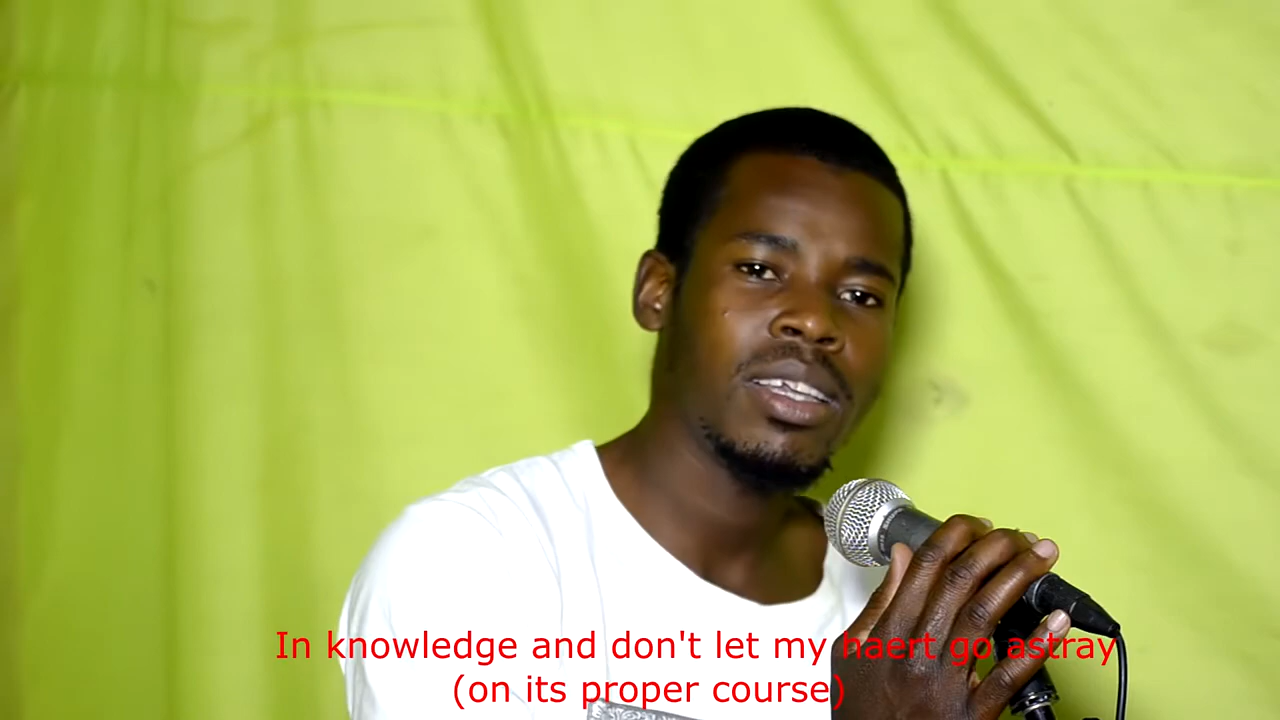 In knowledge and don't let my haert go astray
(on its proper course)